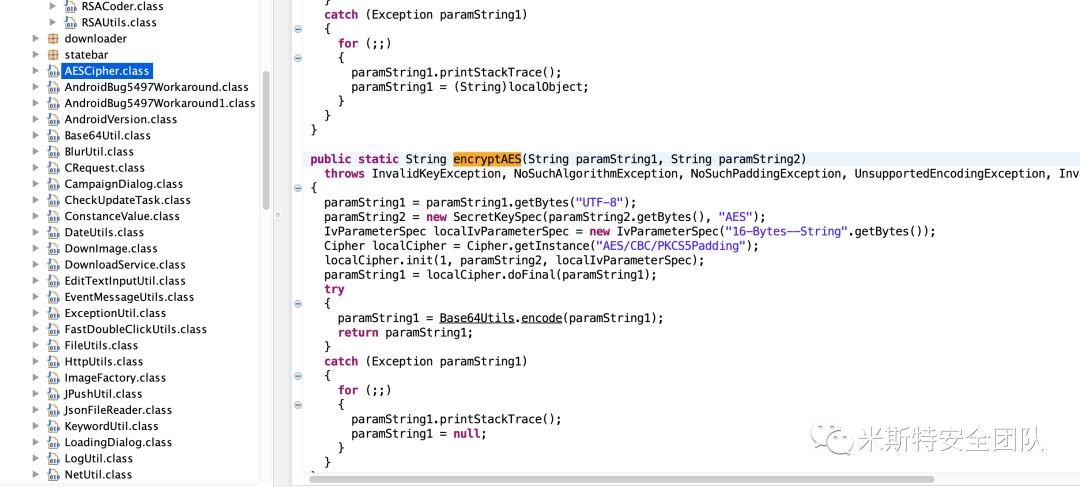 RSACoder.class
RSAUtils.class
downloader
statebar
AESCipher.class
AndroidBug5497Workaround.class
AndroidBug5497Workaround1.class
AndroidVersion.class
Base64Util.class
BlurUtil.class
CRequest.class
CampaignDialog.class
CheckUpdateTask.class
ConstanceValue.class
DateUtils.class
DownImage.class
DownloadService.class
EditTextInputUtil.class
EventMessageUtils.class
ExceptionUtil.class
FastDoubleClickUtils.class
FileUtils.class
HttpUtils.class
ImageFactory.class
JPushUtil.class
JsonFileReader.class
KeywordUtil.class
LoadingDialog.class
LogUtil.class
NetUtil.class
}
catch (Exception paramString1)
{
for (;;)
{
paramString1.printStackTrace();
paramString1 = (String)localObject;
}
}
}
public static String encryptAES(String paramString1, String paramString2)
throws InvalidKeyException, NoSuchAlgorithmException, NoSuchPaddingException, UnsupportedEncodingException, Inv
{
paramString1 = paramString1.getBytes("UTF-8");
paramString2 = new SecretKeySpec(paramString2.getBytes(), "AES");
IvParameterSpec localIvParameterSpec = new IvParameterSpec("16-Bytes--String".getBytes());
Cipher localCipher = Cipher.getInstance("AES/CBC/PKCS5Padding");
localCipher.init(1, paramString2, localIvParameterSpec);
paramString1 = localCipher.doFinal(paramString1);
try
{
paramString1 = Base64Utils.encode(paramString1);
return paramString1;
}
catch (Exception paramString1)
{
for (;;)
{
paramString1.printStackTrace();
paramString1 = null;
}
}
米斯特安全团队